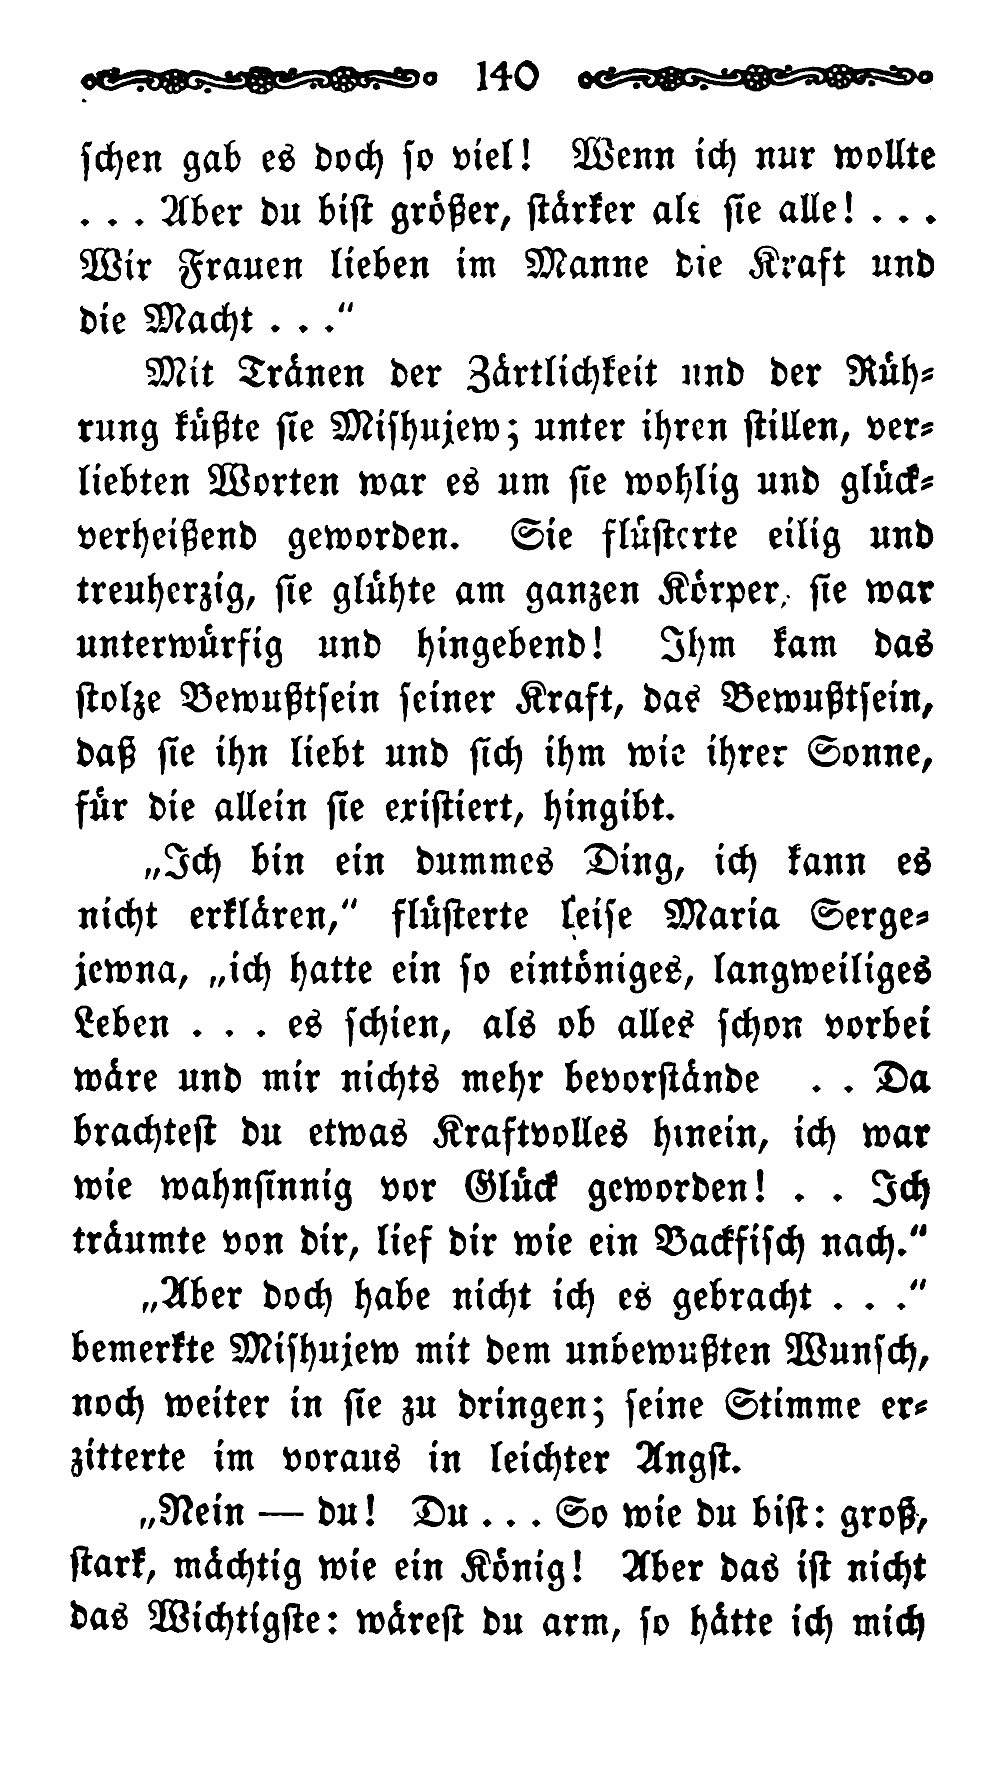 140
schen gab es doch so viel! Wenn ich nur wollte
. . . Aber du bist größer, stärker als sie alle! . . .
Wir Frauen lieben im Manne die Kraft und
die Macht . . .“
Mit Tränen der Zärtlichkeit und der Rüh-
rung küßte sie Mishujew; unter ihren stillen, ver-
liebten Worten war es um sie wohlig und glück-
verheißend geworden. Sie flüsterte eilig und
treuherzig, sie glühte am ganzen Körper, sie war
unterwürfig und hingebend! Ihm kam das
stolze Bewußtsein seiner Kraft, das Bewußtsein,
daß sie ihn liebt und sich ihm wie ihrer Sonne,
für die allein sie existiert, hingibt.
„Ich bin ein dummes Ding, ich kann es
nicht erklären,“ flüsterte leise Maria Serge-
jewna, „ich hatte ein so eintöniges, langweiliges
Leben . . . es schien, als ob alles schon vorbei
wäre und mir nichts mehr bevorstände . . Da
brachtest du etwas Kraftvolles hinein, ich war
wie wahnsinnig vor Glück geworden! . . Ich
träumte von dir, lief dir wie ein Backfisch nach.“
„Aber doch habe nicht ich es gebracht . . .“
bemerkte Mishujew mit dem unbewußten Wunsch,
noch weiter in sie zu dringen; seine Stimme er-
zitterte im voraus in leichter Angst.
„Nein — du! Du . . . So wie du bist: groß,
stark, mächtig wie ein König! Aber das ist nicht
das Wichtigste: wärest du arm, so hätte ich mich